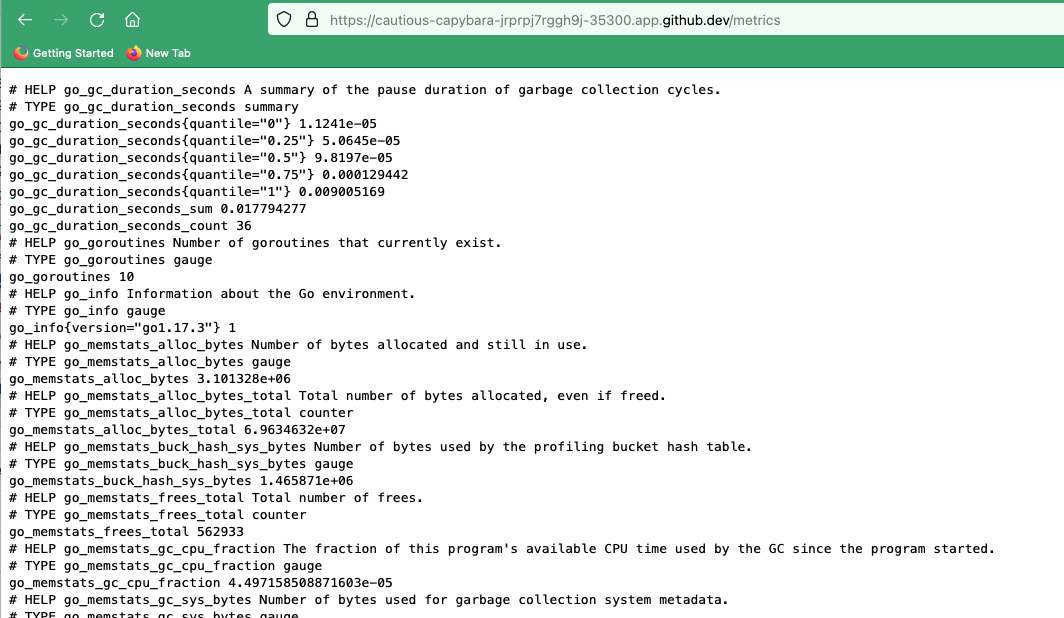 https://cautious-capybara-jrprpj7rggh9j-35300.app.github.dev/metrics
Getting Started New Tab
# HELP go_gc_duration_seconds A summary of the pause duration of garbage collection cycles.
# TYPE go_gc_duration_seconds summary
go_gc_duration_seconds{quantile="0"} 1.1241e-05
go_gc_duration_seconds{quantile="0.25"} 5.0645e-05
go_gc_duration_seconds{quantile="0.5"} 9.8197e-05
go_gc_duration_seconds{quantile="0.75"} 0.000129442
go_gc_duration_seconds{quantile="1"} 0.009005169
go_gc_duration_seconds_sum 0.017794277
go_gc_duration_seconds_count 36
# HELP go_goroutines Number of goroutines that currently exist.
# TYPE go_goroutines gauge
go_goroutines 10
# HELP go_info Information about the Go environment.
# TYPE go_info gauge
go_info{version="go1.17.3"} 1
# HELP go_memstats_alloc_bytes Number of bytes allocated and still in use.
# TYPE go_memstats_alloc_bytes gauge
go_memstats_alloc_bytes 3.101328e+06
# HELP go_memstats_alloc_bytes_total Total number of bytes allocated, even if freed.
# TYPE go_memstats_alloc_bytes_total counter
go_memstats_alloc_bytes_total 6.9634632e+07
# HELP go_memstats_buck_hash_sys_bytes Number of bytes used by the profiling bucket hash table.
# TYPE go_memstats_buck_hash_sys_bytes gauge
go_memstats_buck_hash_sys_bytes 1.465871e+06
# HELP go_memstats_frees_total Total number of frees.
# TYPE go_memstats_frees_total counter
go_memstats_frees_total 562933
# HELP go_memstats_gc_cpu_fraction The fraction of this program's available CPU time used by the GC since the program started.
# TYPE go_memstats_gc_cpu_fraction gauge
go_memstats_gc_cpu_fraction 4.497158508871603e-05
# HELP go_memstats_gc_sys_bytes Number of bytes used for garbage collection system metadata.
# TYPE go_memstats_gc_sys_bytes gauge